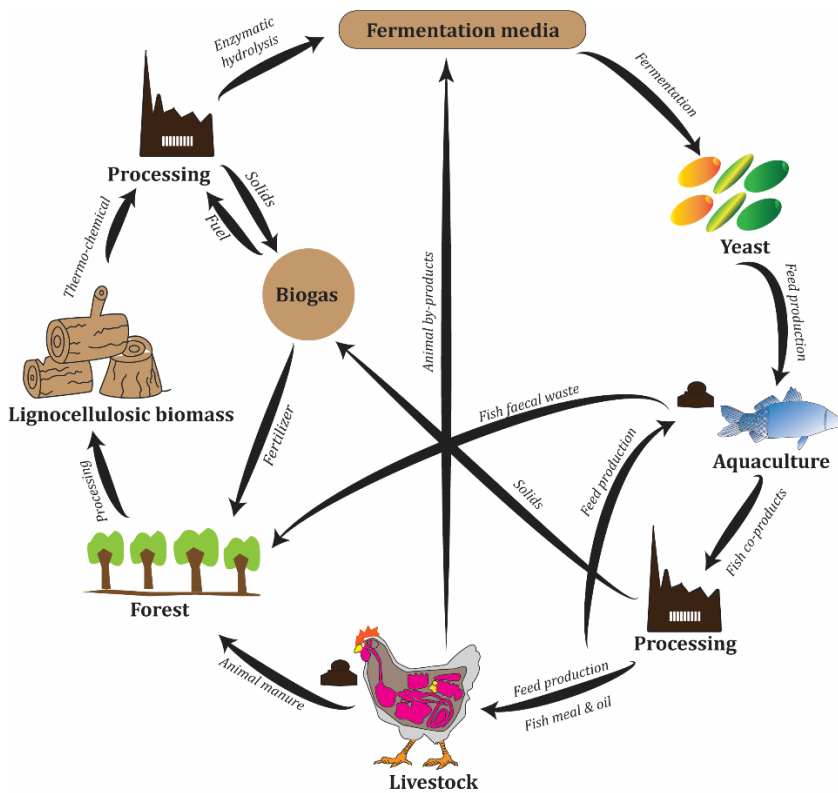 Fermentation media
Enzymatic
hydrolysis
Fermentation
Processing
Solids
Fuel
Thermo-chemical
Yeast
Feed production
Biogas
Animal by-products
Lignocellulosic biomass
Fish faecal waste
Fertilizer
Aquaculture
Feed production
Solids
Processing
Fish co-products
Forest
Processing
Animal manure
Feed production
Fish meal & oil
Livestock